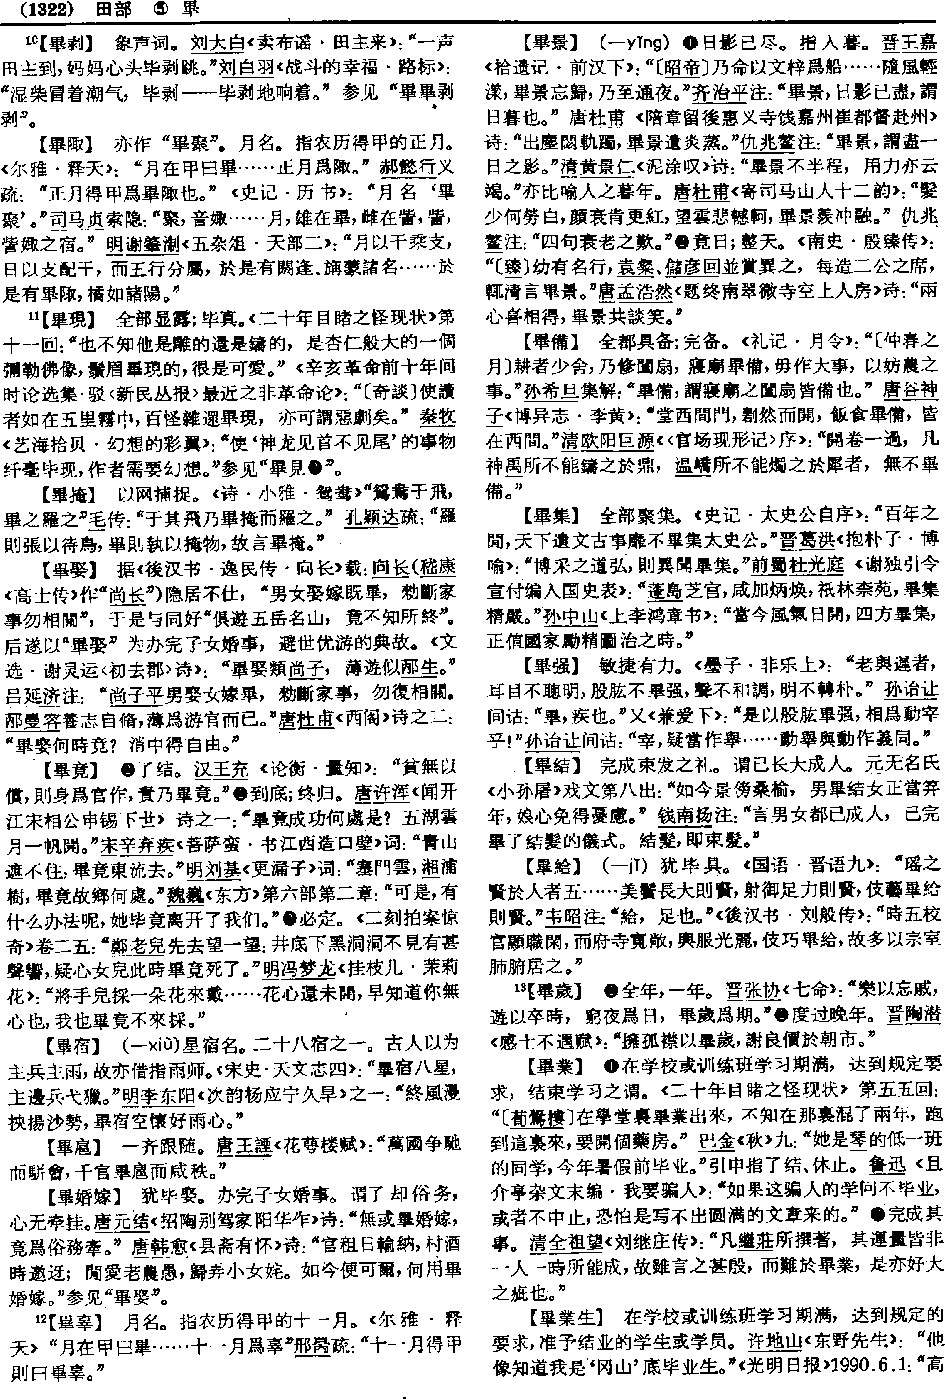 (1322) 田部 ⑤ 畢
10【畢剥】 象声词。刘大白《卖布谣·田主来》：“一声
田主到，妈妈心头毕剥跳。”刘白羽《战斗的幸福·路标》：
“湿柴冒着潮气，毕剥——毕剥地响着。”参见“畢畢剥
剥”。
【畢陬】 亦作“畢聚”。月名。指农历得甲的正月。
《尔雅·释天》：“月在甲曰畢……正月爲陬。”郝懿行义
疏：“正月得甲爲畢陬也。”《史记·历书》：“月名‘畢
聚’。”司马贞索隐：“聚，音娵……月，雄在畢，雌在訾，訾，
訾娵之宿。”明谢肇淛《五杂俎·天部二》：“月以干乘支，
日以支配干，而五行分屬，於是有閼逢、旃蒙諸名……於
是有畢陬，橘如諸陽。”
11【畢現】 全部显露；毕真。《二十年目睹之怪现状》第
十一回：“也不知他是雕的還是鑄的，是杏仁般大的一個
彌勒佛像，鬚眉畢現的，很是可愛。”《辛亥革命前十年间
时论选集·驳〈新民丛报〉最近之非革命论》：“〔奇談〕使讀
者如在五里霧中，百怪雜遝畢現，亦可謂惡劇矣。”秦牧
《艺海拾贝·幻想的彩翼》：“使‘神龙见首不见尾’的事物
纤毫毕现，作者需要幻想。”参见“畢見❶”。
【畢掩】 以网捕捉。《诗·小雅·鸳鸯》“鴛鴦于飛，
畢之羅之”毛传：“于其飛乃畢掩而羅之。”孔颖达疏：“羅
則張以待鳥，畢則執以掩物，故言畢掩。”
【畢娶】 据《後汉书·逸民传·向长》载：向长（嵇康
《高士传》作“尚长”）隐居不仕，“男女娶嫁既畢，勑斷家
事勿相關”，于是与同好“俱遊五岳名山，竟不知所終”。
后遂以“畢娶”为办完子女婚事，避世优游的典故。《文
选·谢灵运〈初去郡〉诗》：“畢娶類尚子，薄遊似邴生。”
吕延济注：“尚子平男娶女嫁畢，勑斷家事，勿復相關。
邴曼容養志自脩，薄爲游宦而已。”唐杜甫《西阁》诗之二：
“畢娶何時竟？消中得自由。”
【畢竟】 ❶了结。汉王充《论衡·量知》：“貧無以
償，則身爲官作，責乃畢竟。”❷到底；终归。唐许浑《闻开
江宋相公申锡下世》诗之一：“畢竟成功何處是？五湖雲
月一帆開。”宋辛弃疾《菩萨蛮·书江西造口壁》词：“青山
遮不住，畢竟東流去。”明刘基《更漏子》词：“塞門雲，湘浦
樹，畢竟故鄉何處。”魏巍《东方》第六部第二章：“可是，有
什么办法呢，她毕竟离开了我们。”❸必定。《二刻拍案惊
奇》卷二五：“鄭老兒先去望一望，井底下黑洞洞不見有甚
聲響，疑心女兒此時畢竟死了。”明冯梦龙《挂枝儿·茉莉
花》：“將手兒採一朵花來戴……花心還未開，早知道你無
心也，我也畢竟不來採。”
【畢宿】 （—xiù）星宿名。二十八宿之一。古人以为
主兵主雨，故亦借指雨师。《宋史·天文志四》：“畢宿八星，
主邊兵弋獵。”明李东阳《次韵杨应宁久旱》之一：“終風漫
挾揚沙勢，畢宿空懷好雨心。”
【畢扈】 一齐跟随。唐王諲《花萼楼赋》：“萬國爭馳
而駢會，千官畢扈而咸秩。”
【畢婚嫁】 犹毕娶。办完子女婚事。谓了却俗务，
心无牵挂。唐元结《招陶别驾家阳华作》诗：“無或畢婚嫁，
竟爲俗務牽。”唐韩愈《县斋有怀》诗：“官租日輸納，村酒
時邀迓；閒愛老農愚，歸弄小女姹。如今便可爾，何用畢
婚嫁。”参见“畢娶”。
12【畢辜】 月名。指农历得甲的十一月。《尔雅·释
天》“月在甲曰畢……十一月爲辜”邢昺疏：“十一月得甲
則曰畢辜。”
【畢景】 （—yǐng）❶日影已尽。指入暮。晋王嘉
《拾遗记·前汉下》：“〔昭帝〕乃命以文梓爲船……隨風輕
漾，畢景忘歸，乃至通夜。”齐治平注：“畢景，日影已盡，謂
日暮也。”唐杜甫《陪章留後惠义寺饯嘉州崔都督赴州》
诗：“出塵閟軌躅，畢景遺炎蒸。”仇兆鳌注：“畢景，謂盡一
日之影。”清黄景仁《泥涂叹》诗：“畢景不半程，用力亦云
竭。”亦比喻人之暮年。唐杜甫《寄司马山人十二韵》：“髮
少何勞白，顔衰肯更紅，望雲悲轗軻，畢景羨冲融。”仇兆
鳌注：“四句衰老之歎。”❷竟日；整天。《南史·殷臻传》：
“〔臻〕幼有名行，袁粲、儲彦回並賞異之，每造二公之席，
輒清言畢景。”唐孟浩然《题终南翠微寺空上人房》诗：“兩
心喜相得，畢景共談笑。”
【畢備】 全都具备；完备。《礼记·月令》：“〔仲春之
月〕耕者少舍，乃脩闔扇，寢廟畢備，毋作大事，以妨農之
事。”孙希旦集解：“畢備，謂寢廟之闔扇皆備也。”唐谷神
子《博异志·李黄》：“堂西間門，劃然而開，飯食畢備，皆
在西間。”清欧阳巨源《〈官场现形记〉序》：“開卷一過，凡
神禹所不能鑄之於鼎，温嶠所不能燭之於犀者，無不畢
備。”
【畢集】 全部聚集。《史记·太史公自序》：“百年之
間，天下遺文古事靡不畢集太史公。”晋葛洪《抱朴子·博
喻》：“博采之道弘，則異聞畢集。”前蜀杜光庭《谢独引令
宣付编入国史表》：“蓬島芝宫，咸加炳焕，祇林柰苑，畢集
精嚴。”孙中山《上李鸿章书》：“當今風氣日開，四方畢集，
正值國家勵精圖治之時。”
【畢强】 敏捷有力。《墨子·非乐上》：“老與遲者，
耳目不聰明，股肱不畢强，聲不和調，明不轉朴。”孙诒让
间诂：“畢，疾也。”又《兼爱下》：“是以股肱畢强，相爲動宰
乎！”孙诒让间诂：“宰，疑當作舉……動舉與動作義同。”
【畢結】 完成束发之礼。谓已长大成人。元无名氏
《小孙屠》戏文第八出：“如今景傍桑榆，男畢結女正當笄
年，娘心免得憂慮。”钱南扬注：“言男女都已成人，已完
畢了結髮的儀式。結髮，即束髮。”
【畢給】 （—jǐ）犹毕具。《国语·晋语九》：“瑶之
賢於人者五……美鬢長大則賢，射御足力則賢，伎藝畢給
則賢。”韦昭注：“給，足也。”《後汉书·刘般传》：“時五校
官顯職閑，而府寺寬敞，輿服光麗，伎巧畢給，故多以宗室
肺腑居之。”
13【畢歲】 ❶全年，一年。晋张协《七命》：“樂以忘戚，
遊以卒時，窮夜爲日，畢歲爲期。”❷度过晚年。晋陶潜
《感士不遇赋》：“擁孤襟以畢歲，謝良價於朝市。”
【畢業】 ❶在学校或训练班学习期满，达到规定要
求，结束学习之谓。《二十年目睹之怪现状》第五五回：
“〔荀鶯樓〕在學堂裏畢業出來，不知在那裏混了兩年，跑
到這裏來，要開個藥房。”巴金《秋》九：“她是琴的低一班
的同学，今年暑假前毕业。”引申指了结、休止。鲁迅《且
介亭杂文末编·我要骗人》：“如果这骗人的学问不毕业，
或者不中止，恐怕是写不出圆满的文章来的。”❷完成其
事。清全祖望《刘继庄传》：“凡繼莊所撰著，其運量皆非
一人一時所能成，故雖言之甚殷，而難於畢業，是亦好大
之疵也。”
【畢業生】 在学校或训练班学习期满，达到规定的
要求，准予结业的学生或学员。许地山《东野先生》：“他
像知道我是‘冈山’底毕业生。”《光明日报》1990.6.1：“高